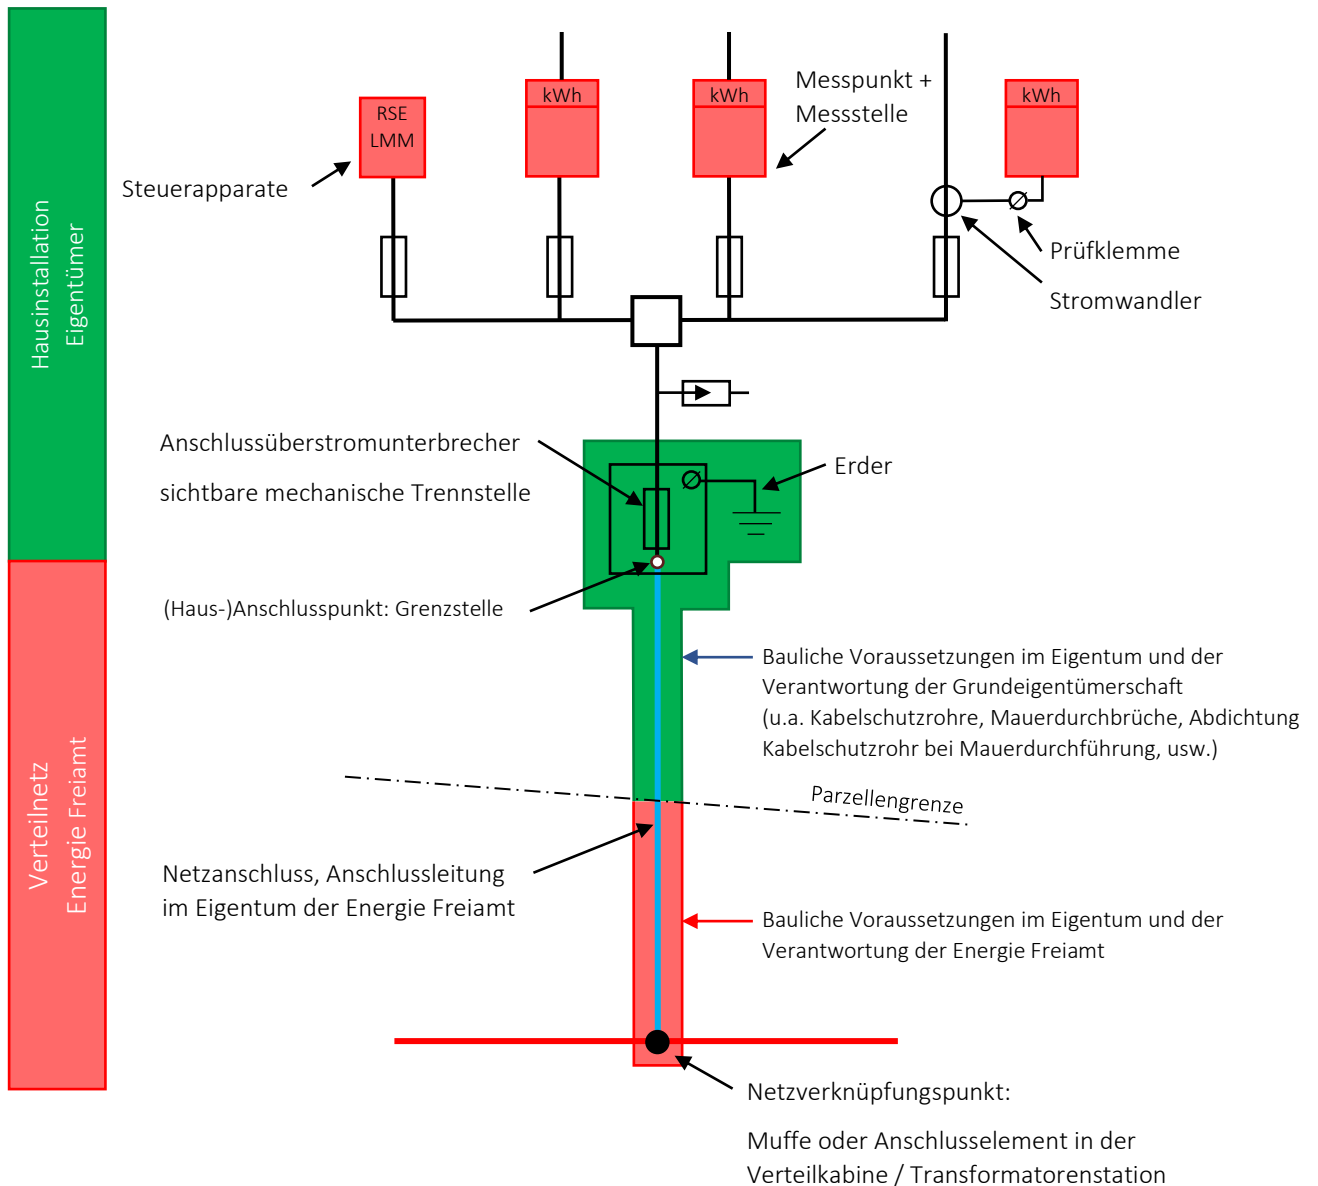 Hausinstallation
Eigentümer
Verteilnetz
Energie Freiamt
RSE
LMM
kWh
kWh
kWh
Messpunkt +
Messstelle
Steuerapparate
Prüfklemme
Stromwandler
Anschlussüberstromunterbrecher
sichtbare mechanische Trennstelle
Erder
(Haus-)Anschlusspunkt: Grenzstelle
Bauliche Voraussetzungen im Eigentum und der
Verantwortung der Grundeigentümerschaft
(u.a. Kabelschutzrohre, Mauerdurchbrüche, Abdichtung
Kabelschutzrohr bei Mauerdurchführung, usw.)
Parzellengrenze
Netzanschluss, Anschlussleitung
im Eigentum der Energie Freiamt
Bauliche Voraussetzungen im Eigentum und der
Verantwortung der Energie Freiamt
Netzverknüpfungspunkt:
Muffe oder Anschlusselement in der
Verteilkabine / Transformatorenstation